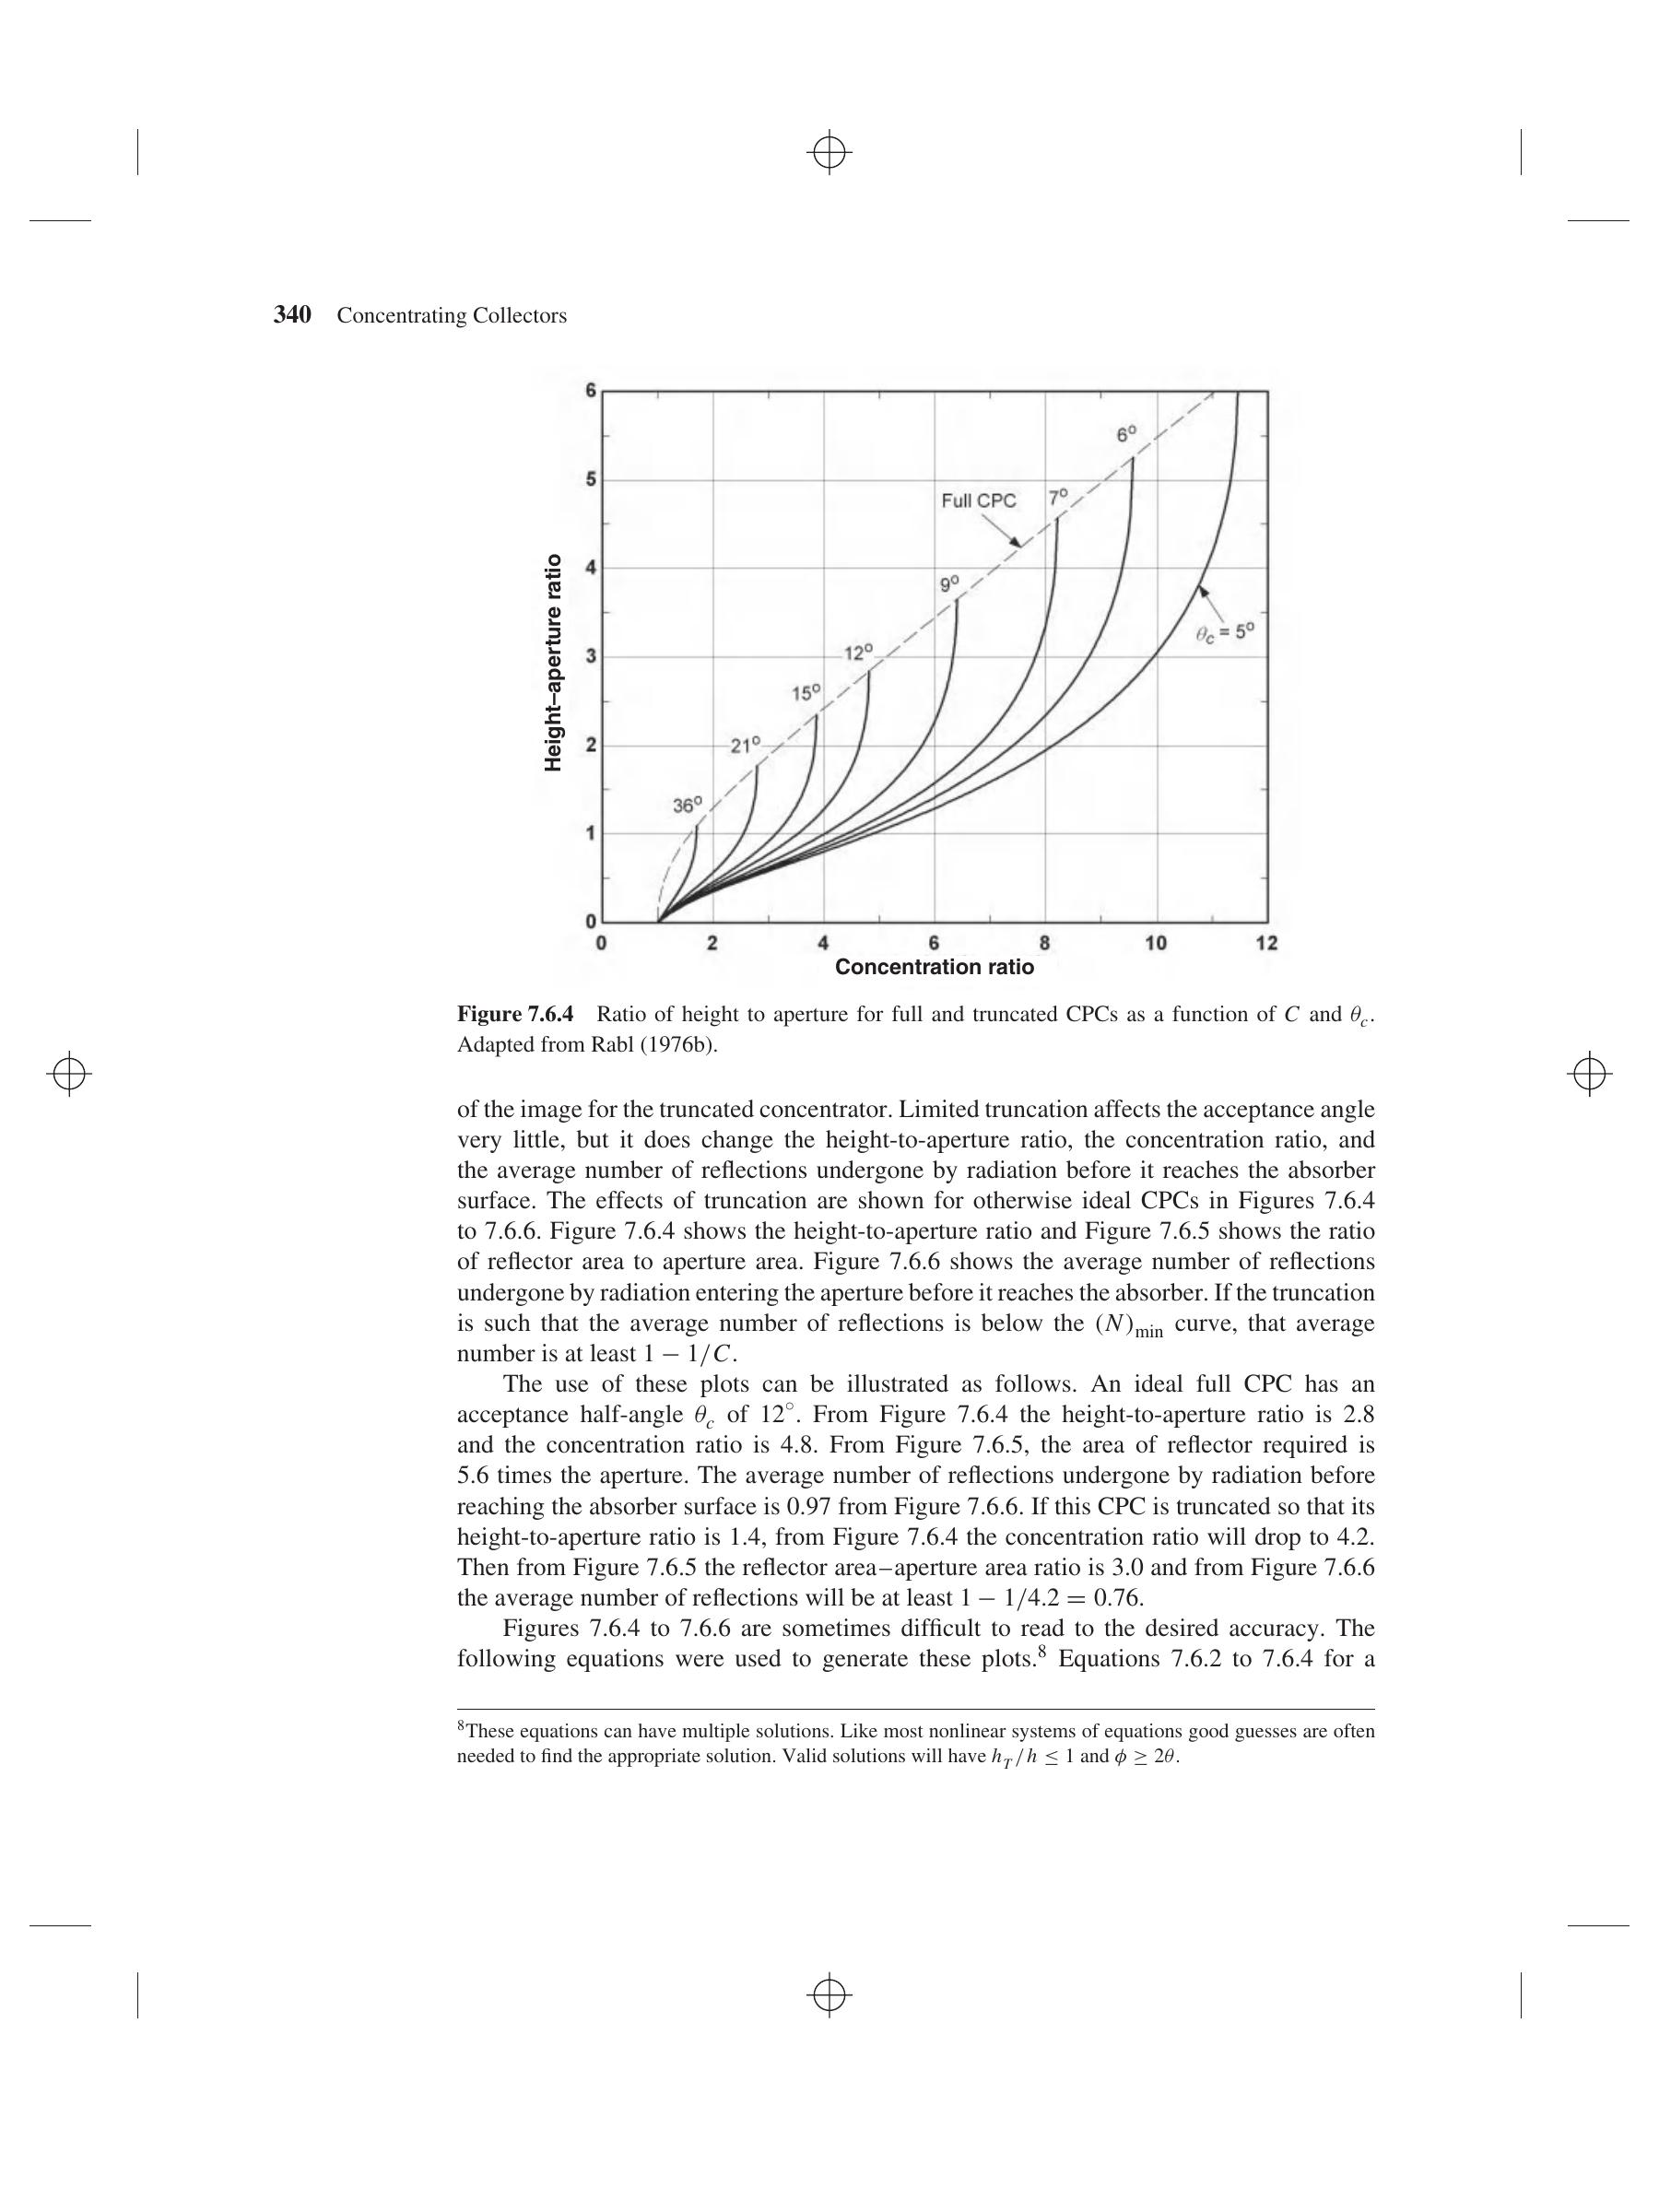 340 Concentrating Collectors
6
5
4
3
2
1
0
0 2 4 6 8 10 12
Height–aperture ratio
Concentration ratio
Full CPC
36°
21°
15°
12°
9°
7°
6°
θc = 5°
Figure 7.6.4 Ratio of height to aperture for full and truncated CPCs as a function of C and θc.
Adapted from Rabl (1976b).
of the image for the truncated concentrator. Limited truncation affects the acceptance angle
very little, but it does change the height-to-aperture ratio, the concentration ratio, and
the average number of reflections undergone by radiation before it reaches the absorber
surface. The effects of truncation are shown for otherwise ideal CPCs in Figures 7.6.4
to 7.6.6. Figure 7.6.4 shows the height-to-aperture ratio and Figure 7.6.5 shows the ratio
of reflector area to aperture area. Figure 7.6.6 shows the average number of reflections
undergone by radiation entering the aperture before it reaches the absorber. If the truncation
is such that the average number of reflections is below the (N)min curve, that average
number is at least 1 − 1/C.
The use of these plots can be illustrated as follows. An ideal full CPC has an
acceptance half-angle θc of 12°. From Figure 7.6.4 the height-to-aperture ratio is 2.8
and the concentration ratio is 4.8. From Figure 7.6.5, the area of reflector required is
5.6 times the aperture. The average number of reflections undergone by radiation before
reaching the absorber surface is 0.97 from Figure 7.6.6. If this CPC is truncated so that its
height-to-aperture ratio is 1.4, from Figure 7.6.4 the concentration ratio will drop to 4.2.
Then from Figure 7.6.5 the reflector area–aperture area ratio is 3.0 and from Figure 7.6.6
the average number of reflections will be at least 1 − 1/4.2 = 0.76.
Figures 7.6.4 to 7.6.6 are sometimes difficult to read to the desired accuracy. The
following equations were used to generate these plots.8 Equations 7.6.2 to 7.6.4 for a
8These equations can have multiple solutions. Like most nonlinear systems of equations good guesses are often
needed to find the appropriate solution. Valid solutions will have hT/h ≤ 1 and ϕ ≥ 2θ.